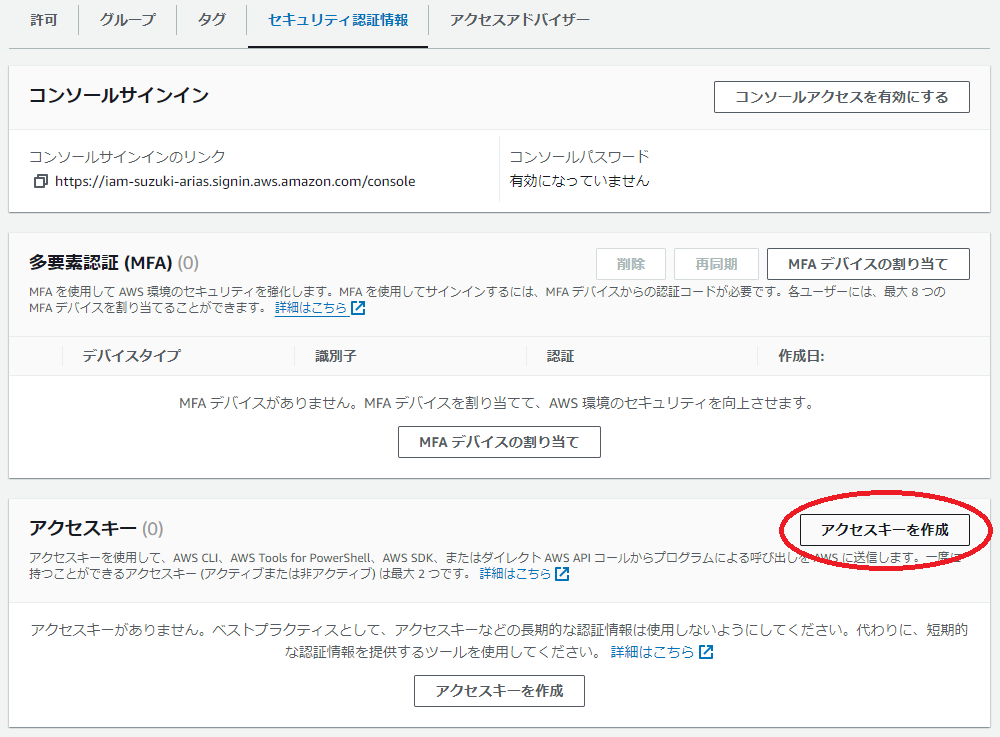 許可 グループ タグ セキュリティ認証情報 アクセスアドバイザー
コンソールサインイン
コンソールアクセスを有効にする
コンソールサインインのリンク
https://iam-suzuki-arias.signin.aws.amazon.com/console
コンソールパスワード
有効になっていません
多要素認証 (MFA) (0)
削除 再同期 MFA デバイスの割り当て
MFA を使用して AWS 環境のセキュリティを強化します。MFA を使用してサインインするには、MFA デバイスからの認証コードが必要です。各ユーザーには、最大 8 つの
MFA デバイスを割り当てることができます。 詳細はこちら
デバイスタイプ 識別子 認証 作成日:
MFA デバイスがありません。MFA デバイスを割り当てて、AWS 環境のセキュリティを向上させます。
MFA デバイスの割り当て
アクセスキー (0)
アクセスキーを作成
アクセスキーを使用して、AWS CLI、AWS Tools for PowerShell、AWS SDK、またはダイレクト AWS API コールからプログラムによる呼び出しを AWS に送信します。一度に
持つことができるアクセスキー (アクティブまたは非アクティブ) は最大 2 つです。 詳細はこちら
アクセスキーがありません。ベストプラクティスとして、アクセスキーなどの長期的な認証情報は使用しないようにしてください。代わりに、短期的
な認証情報を提供するツールを使用してください。 詳細はこちら
アクセスキーを作成